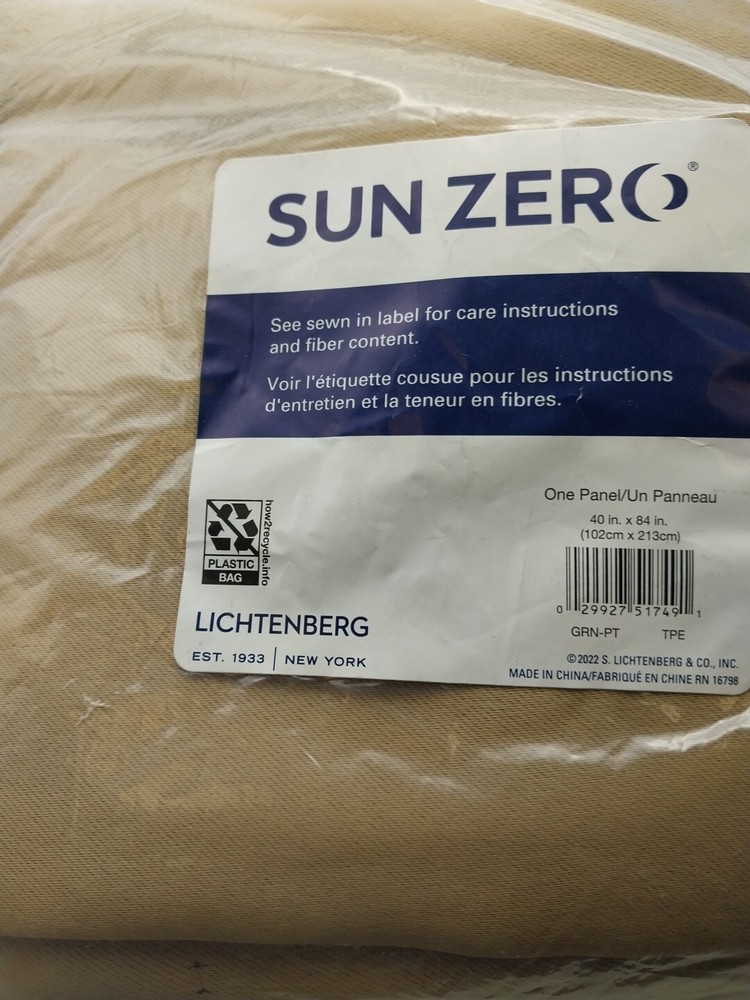 SUN ZERO®
See sewn in label for care instructions
and fiber content.
Voir l'étiquette cousue pour les instructions
d'entretien et la teneur en fibres.
One Panel/Un Panneau
40 in. x 84 in.
(102cm x 213cm)
how2recycle.info
PLASTIC
BAG
0 29927 51749 1
GRN-PT TPE
LICHTENBERG
EST. 1933 | NEW YORK
©2022 S. LICHTENBERG & CO., INC.
MADE IN CHINA/FABRIQUÉ EN CHINE RN 16798